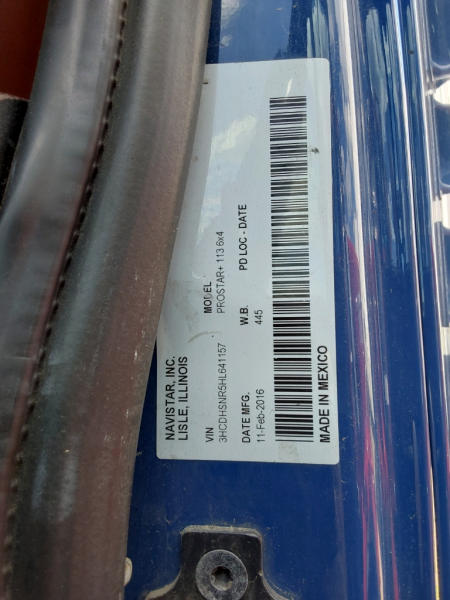 NAVISTAR, INC.
LISLE, ILLINOIS
VIN MODEL
3HCDHSNR5HL641157 PROSTAR+ 113 6x4
DATE MFG. W.B. PD LOC - DATE
11-Feb-2016 445
MADE IN MEXICO